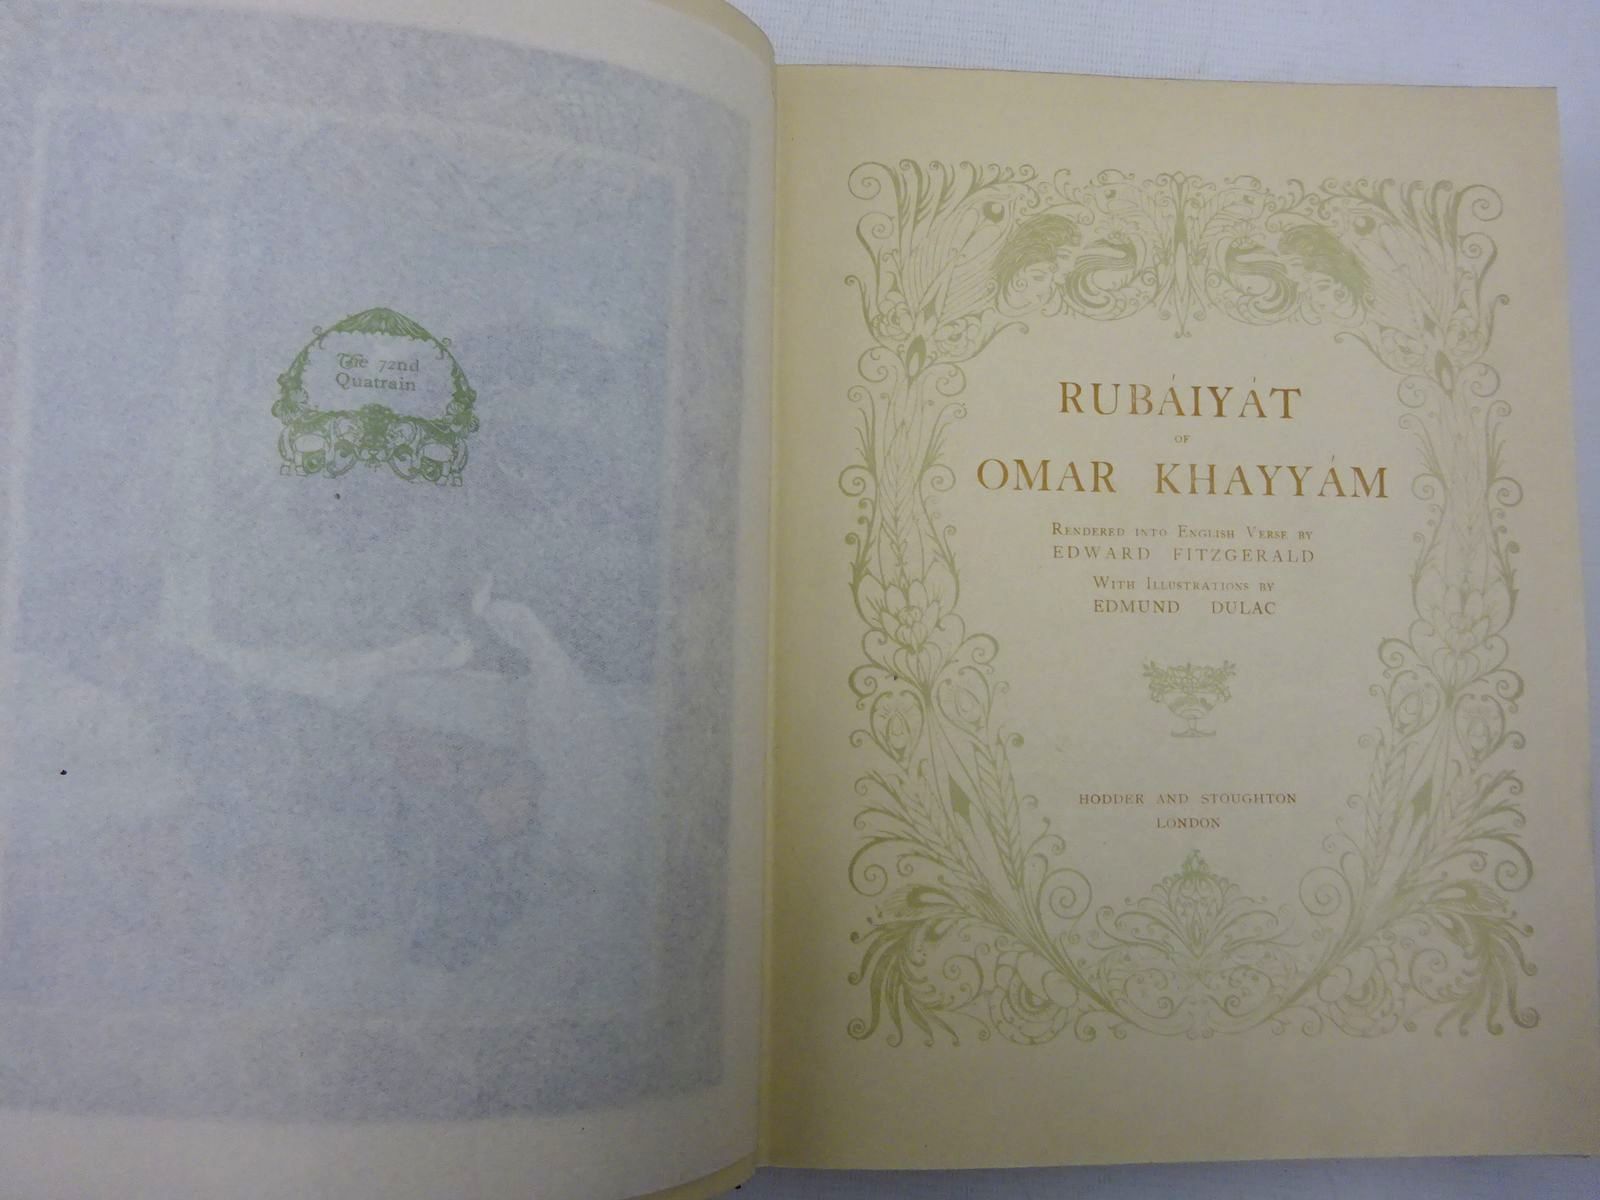 The 72nd
Quatrain
RUBÁIYÁT
OF
OMAR KHAYYÁM
RENDERED INTO ENGLISH VERSE BY
EDWARD FITZGERALD
WITH ILLUSTRATIONS BY
EDMUND DULAC
HODDER AND STOUGHTON
LONDON